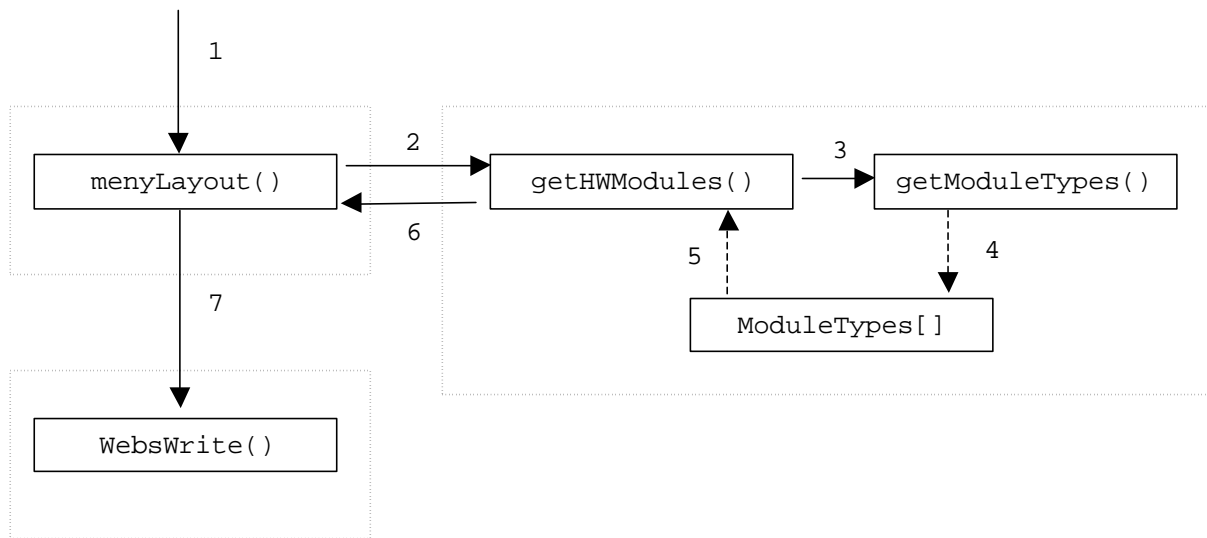 1
2
3
menyLayout()
getHWModules()
getModuleTypes()
6
5
4
7
ModuleTypes[]
WebsWrite()